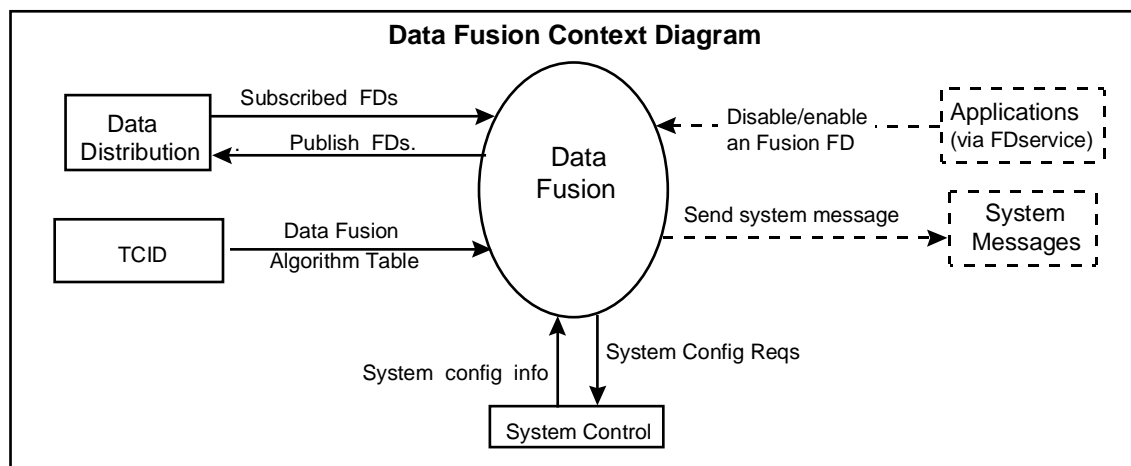 Data Fusion Context Diagram
Subscribed FDs
Data
Distribution
Publish FDs.
Data
Fusion
Disable/enable
an Fusion FD
Applications
(via FDservice)
TCID
Data Fusion
Algorithm Table
Send system message
System
Messages
System config info
System Config Reqs
System Control